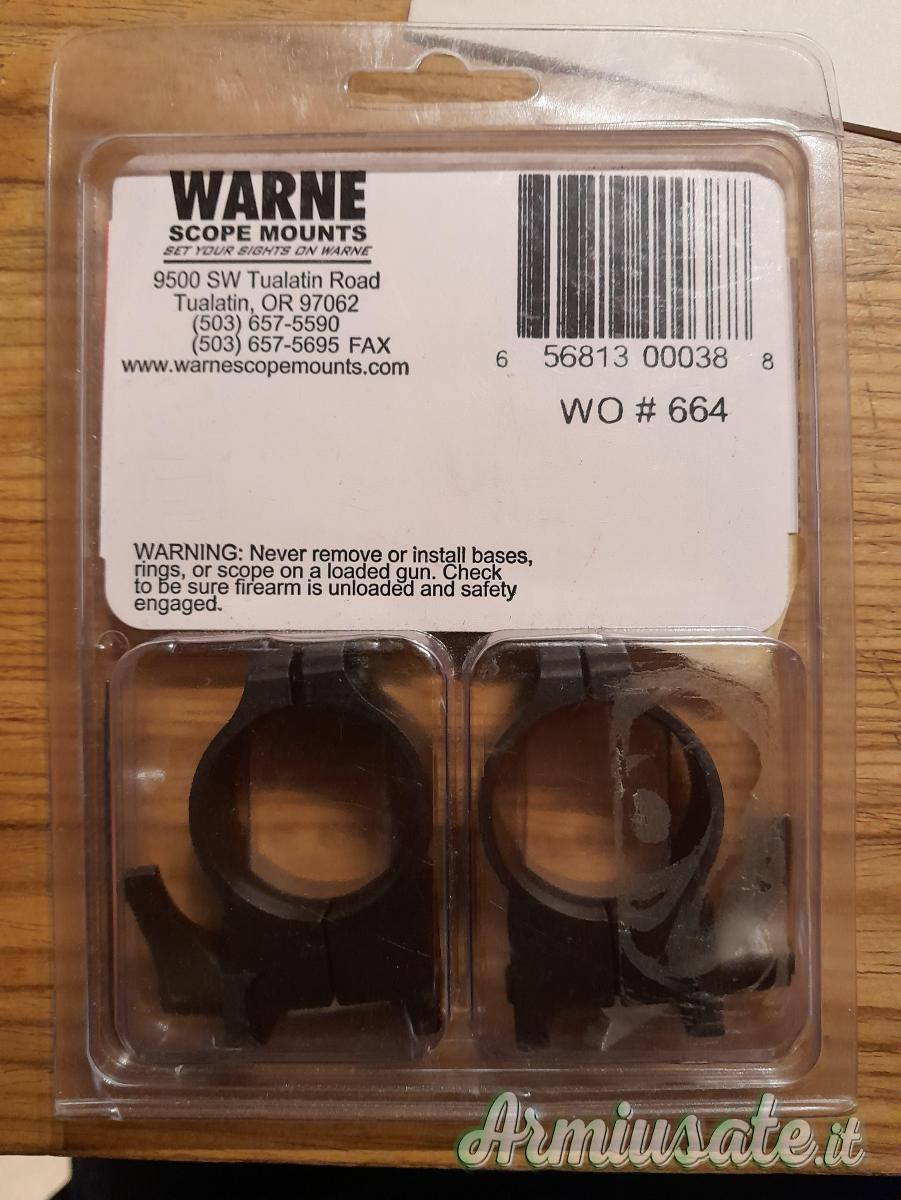 WARNE
SCOPE MOUNTS
SET YOUR SIGHTS ON WARNE
9500 SW Tualatin Road
Tualatin, OR 97062
(503) 657-5590
(503) 657-5695 FAX
www.warnescopemounts.com
6 56813 00038 8
WO # 664
WARNING: Never remove or install bases,
rings, or scope on a loaded gun. Check
to be sure firearm is unloaded and safety
engaged.
Armiusate.it